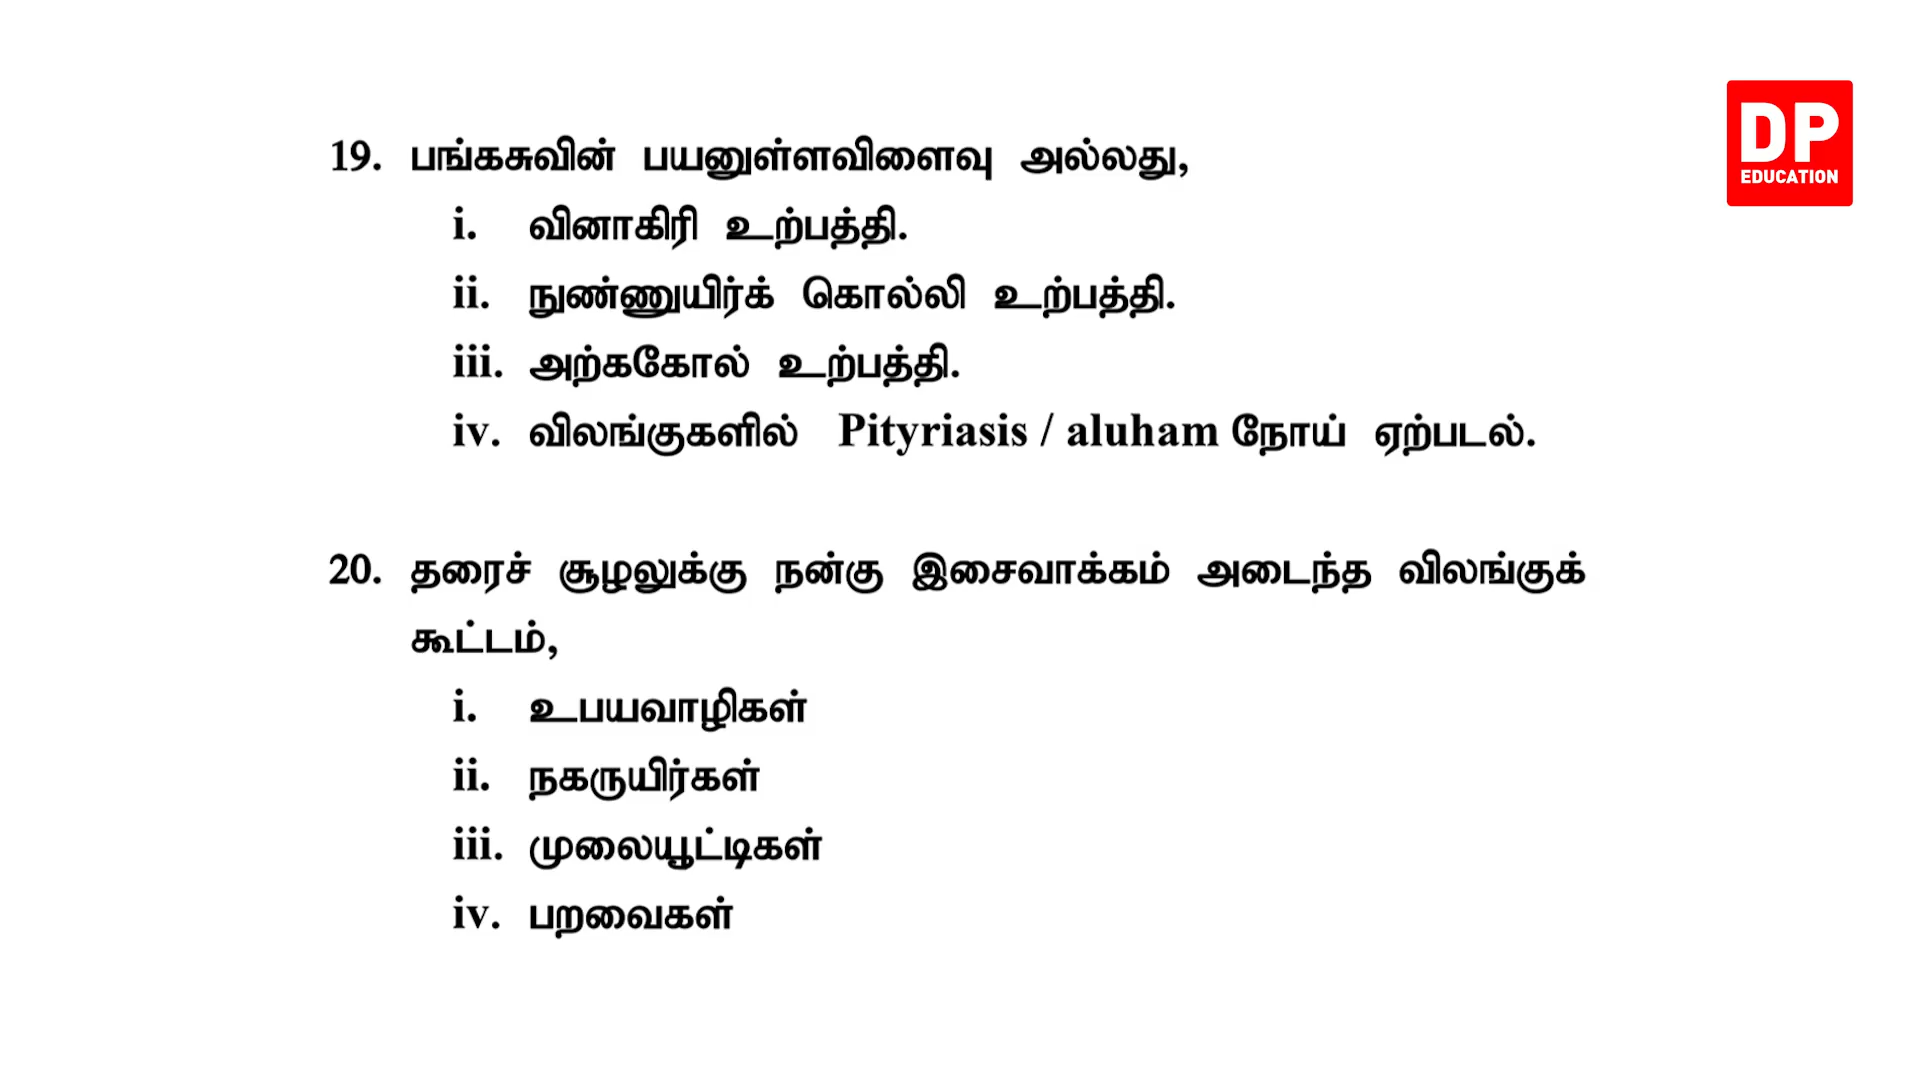 DP
EDUCATION
19. பங்கசுவின் பயனுள்ளவிளைவு அல்லது,
i. வினாகிரி உற்பத்தி.
ii. நுண்ணுயிர்க் கொல்லி உற்பத்தி.
iii. அற்ககோல் உற்பத்தி.
iv. விலங்குகளில் Pityriasis / aluham நோய் ஏற்படல்.
20. தரைச் சூழலுக்கு நன்கு இசைவாக்கம் அடைந்த விலங்குக்
கூட்டம்,
i. உபயவாழிகள்
ii. நகருயிர்கள்
iii. முலையூட்டிகள்
iv. பறவைகள்